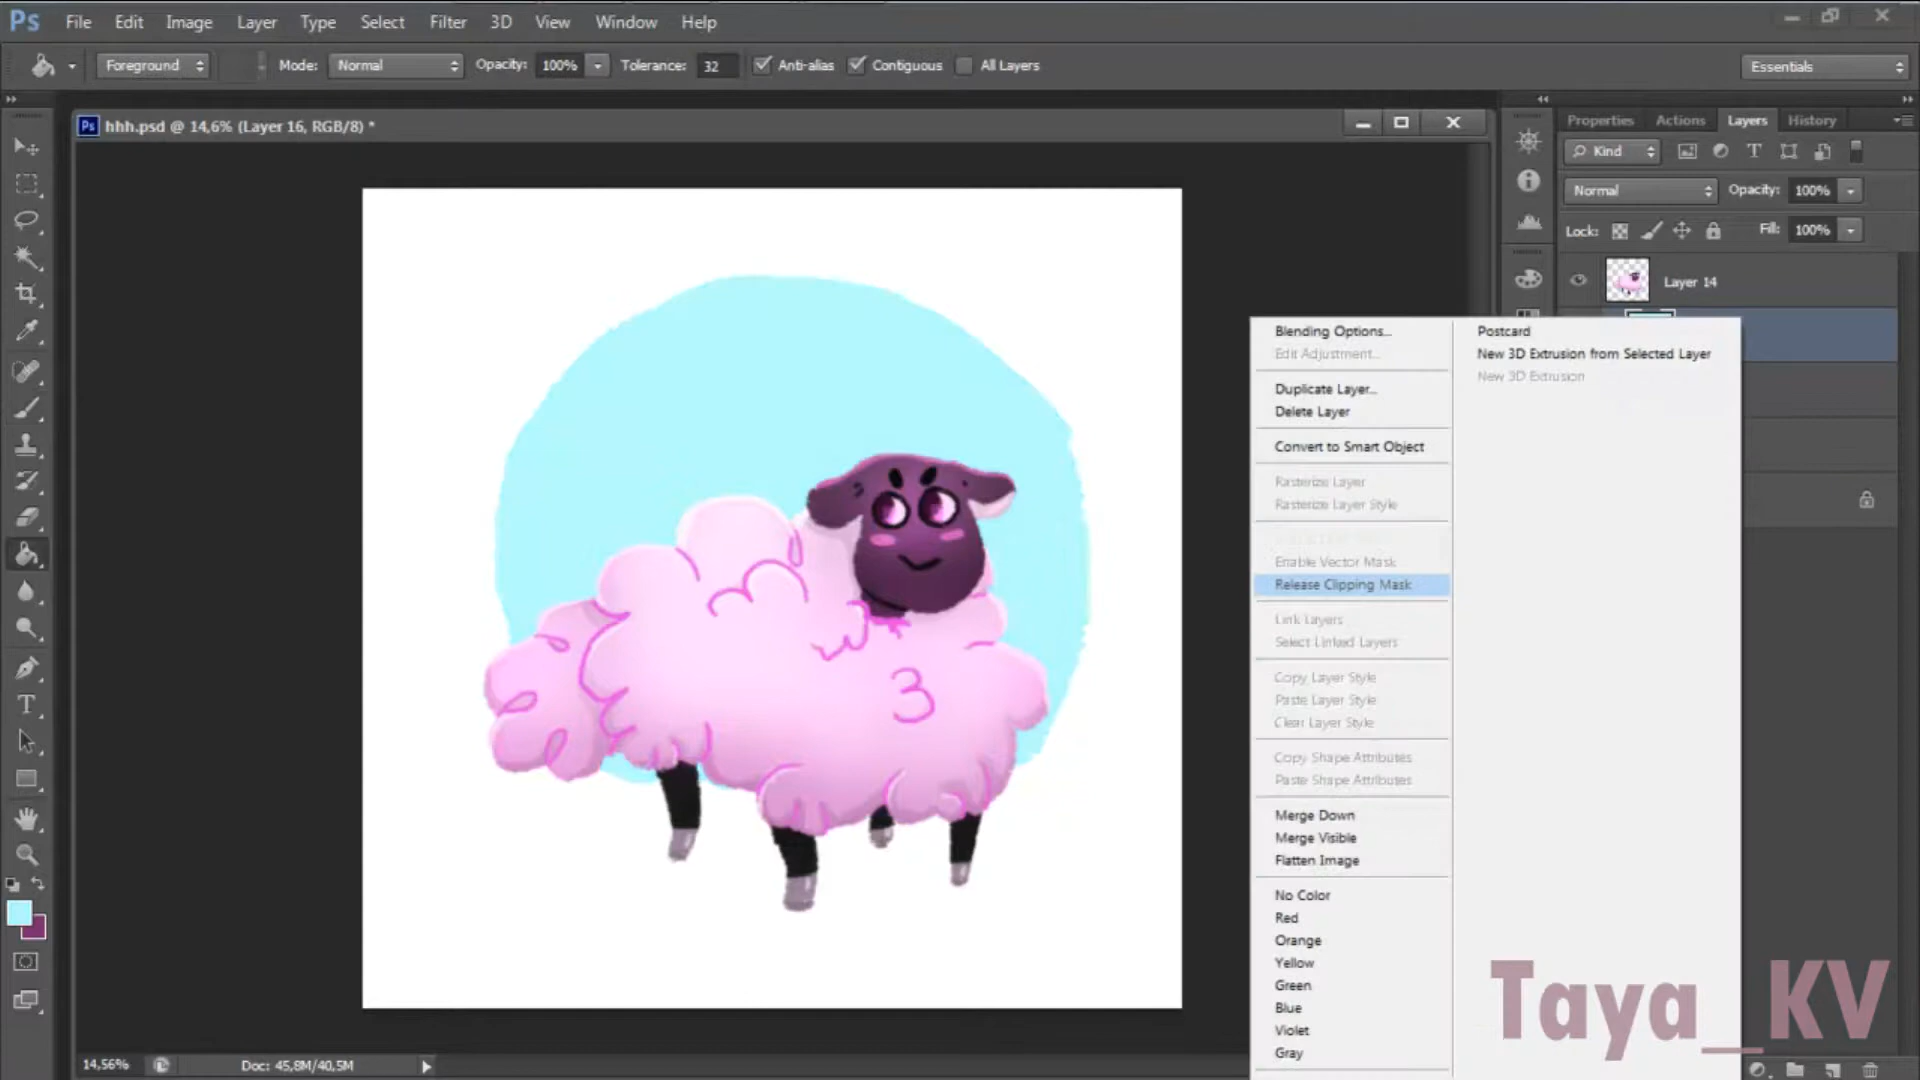 Ps File Edit Image Layer Type Select Filter 3D View Window Help
Foreground Mode: Normal Opacity: 100% Tolerance: 32 Anti-alias Contiguous All Layers Essentials
Ps hhh.psd @ 14,6% (Layer 16, RGB/8) *
Properties Actions Layers History
Kind
Normal Opacity: 100%
Lock: Fill: 100%
Layer 14
Blending Options...
Edit Adjustment...
Duplicate Layer...
Delete Layer
Convert to Smart Object
Rasterize Layer
Rasterize Layer Style
Enable Vector Mask
Release Clipping Mask
Link Layers
Select Linked Layers
Copy Layer Style
Paste Layer Style
Clear Layer Style
Copy Shape Attributes
Paste Shape Attributes
Merge Down
Merge Visible
Flatten Image
No Color
Red
Orange
Yellow
Green
Blue
Violet
Gray
Postcard
New 3D Extrusion from Selected Layer
New 3D Extrusion
3
Taya_KV
14,56% Doc: 45,8M/40,5M